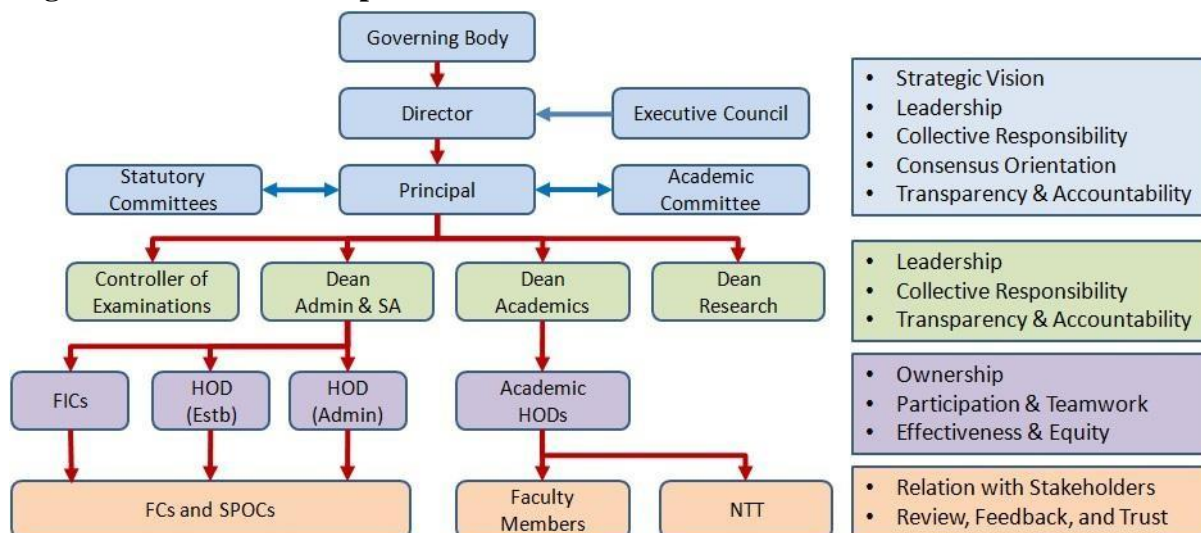 Governing Body
Director
Executive Council
Statutory
Committees
Principal
Academic
Committee
Controller of
Examinations
Dean
Admin & SA
Dean
Academics
Dean
Research
FICs
HOD
(Estb)
HOD
(Admin)
Academic
HODs
FCs and SPOCs
Faculty
Members
NTT
• Strategic Vision
• Leadership
• Collective Responsibility
• Consensus Orientation
• Transparency & Accountability
• Leadership
• Collective Responsibility
• Transparency & Accountability
• Ownership
• Participation & Teamwork
• Effectiveness & Equity
• Relation with Stakeholders
• Review, Feedback, and Trust